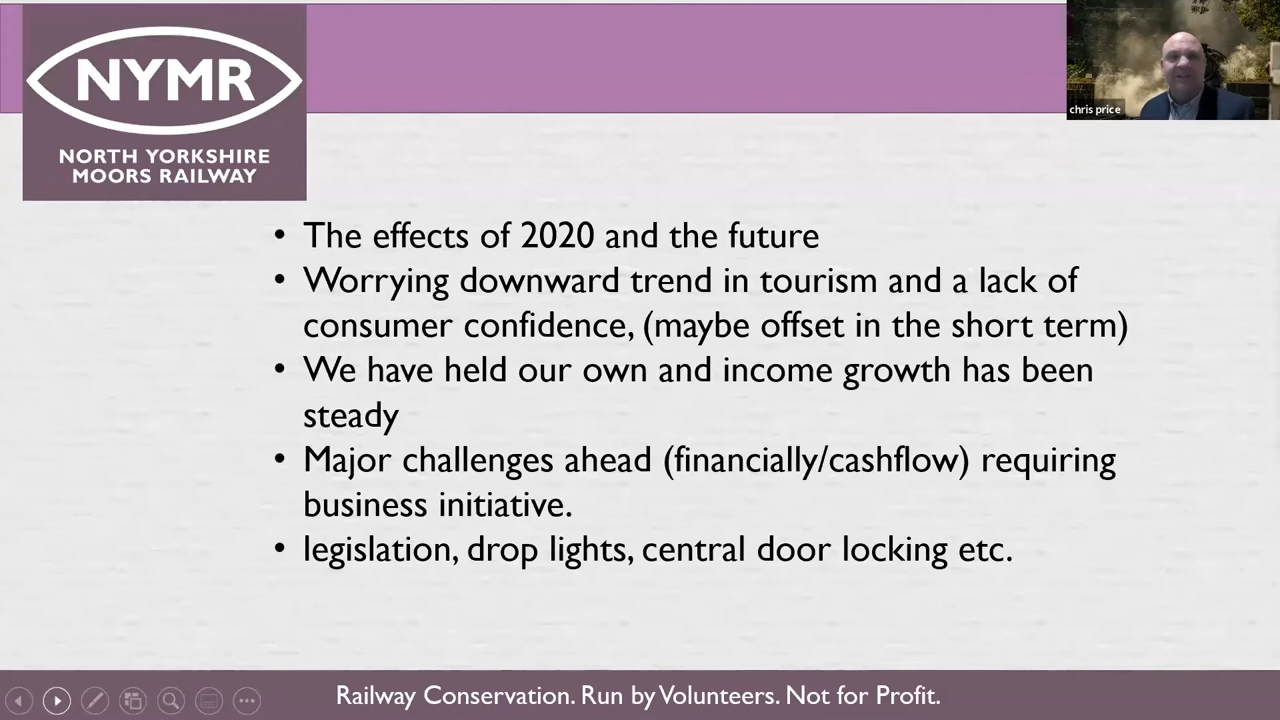 NYMR
NORTH YORKSHIRE
MOORS RAILWAY
chris price
• The effects of 2020 and the future
• Worrying downward trend in tourism and a lack of
consumer confidence, (maybe offset in the short term)
• We have held our own and income growth has been
steady
• Major challenges ahead (financially/cashflow) requiring
business initiative.
• legislation, drop lights, central door locking etc.
Railway Conservation. Run by Volunteers. Not for Profit.